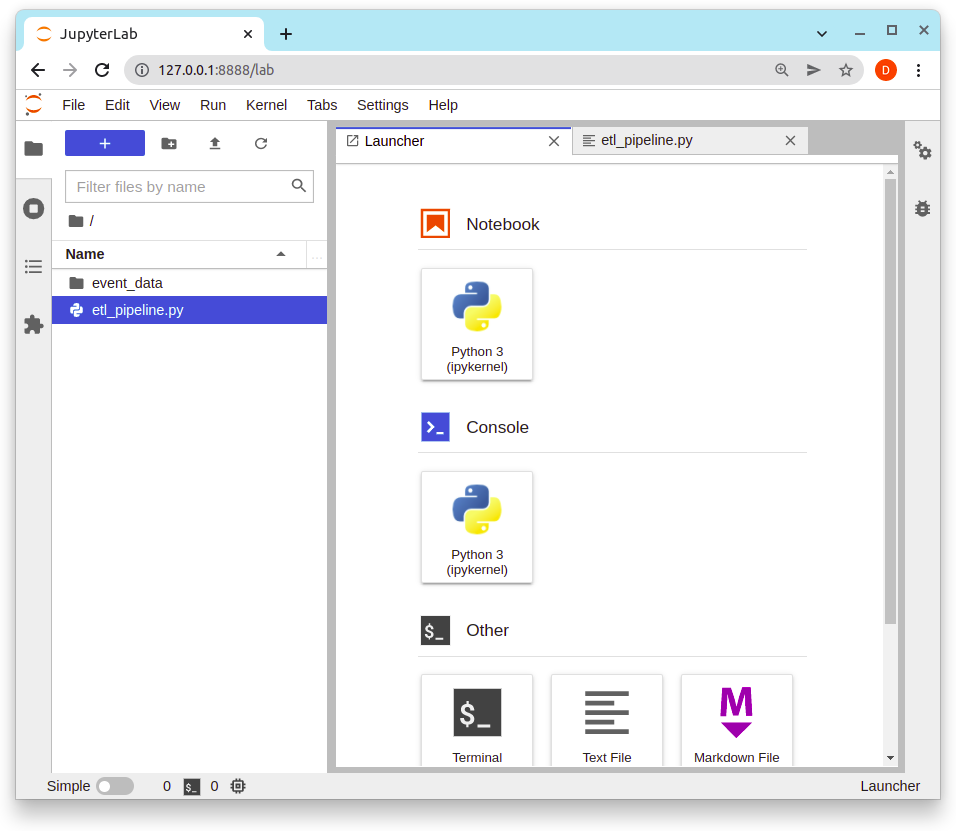 JupyterLab
127.0.0.1:8888/lab
D
File Edit View Run Kernel Tabs Settings Help
Launcher
etl_pipeline.py
Filter files by name
/
Name
...
event_data
etl_pipeline.py
Notebook
Python 3
(ipykernel)
Console
>_
Python 3
(ipykernel)
$_
Other
$_
Terminal
Text File
M
Markdown File
Simple
0
$_
0
Launcher